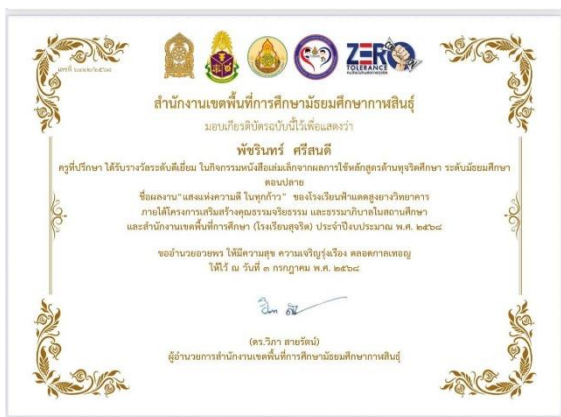 ZERO
TOLERANCE
สำนักงานเขตพื้นที่การศึกษามัธยมศึกษากาฬสินธุ์
มอบเกียรติบัตรฉบับนี้ไว้เพื่อแสดงว่า
พัชรินทร์ ศรีสนดี
ครูที่ปรึกษา ได้รับรางวัลระดับดีเยี่ยม ในกิจกรรมหนังสือเล่มเล็กจากผลการใช้หลักสูตรต้านทุจริตศึกษา ระดับมัธยมศึกษา
ตอนปลาย
ชื่อผลงาน"แสงแห่งความดี ในทุกก้าว" ของโรงเรียนฟ้าแดดสูงยางวิทยาคาร
ภายใต้โครงการเสริมสร้างคุณธรรมจริยธรรม และธรรมาภิบาลในสถานศึกษา
และสำนักงานเขตพื้นที่การศึกษา (โรงเรียนสุจริต) ประจำปีงบประมาณ พ.ศ. ๒๕๖๘
ขออำนวยอวยพร ให้มีความสุข ความเจริญรุ่งเรือง ตลอดกาลเทอญ
ให้ไว้ ณ วันที่ ๓ กรกฎาคม พ.ศ. ๒๕๖๘
(ดร.วิภา สายรัตน์)
ผู้อำนวยการสำนักงานเขตพื้นที่การศึกษามัธยมศึกษากาฬสินธุ์